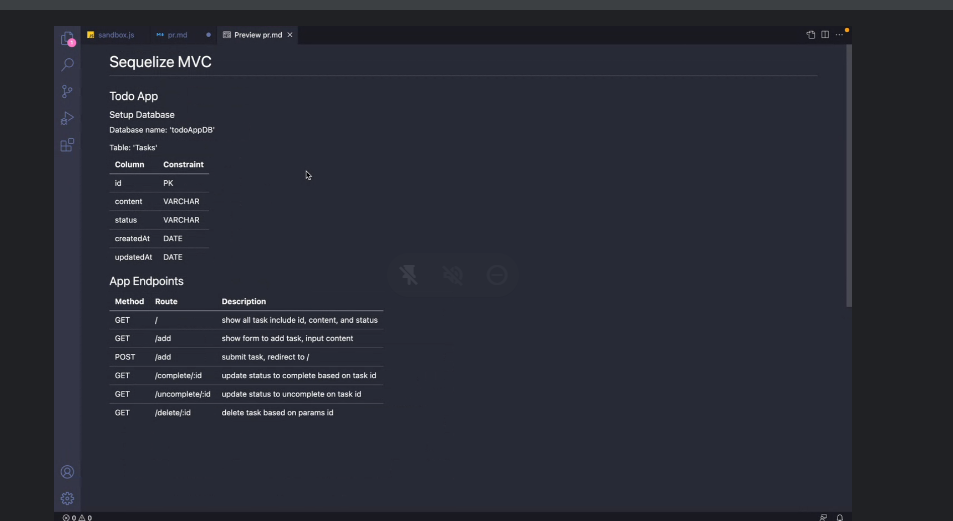 sandbox.js pr.md Preview pr.md
1
Sequelize MVC
Todo App
Setup Database
Database name: 'todoAppDB'
Table: 'Tasks'
Column Constraint
id PK
content VARCHAR
status VARCHAR
createdAt DATE
updatedAt DATE
App Endpoints
Method Route Description
GET / show all task include id, content, and status
GET /add show form to add task, input content
POST /add submit task, redirect to /
GET /complete/:id update status to complete based on task id
GET /uncomplete/:id update status to uncomplete on task id
GET /delete/:id delete task based on params id
0 0